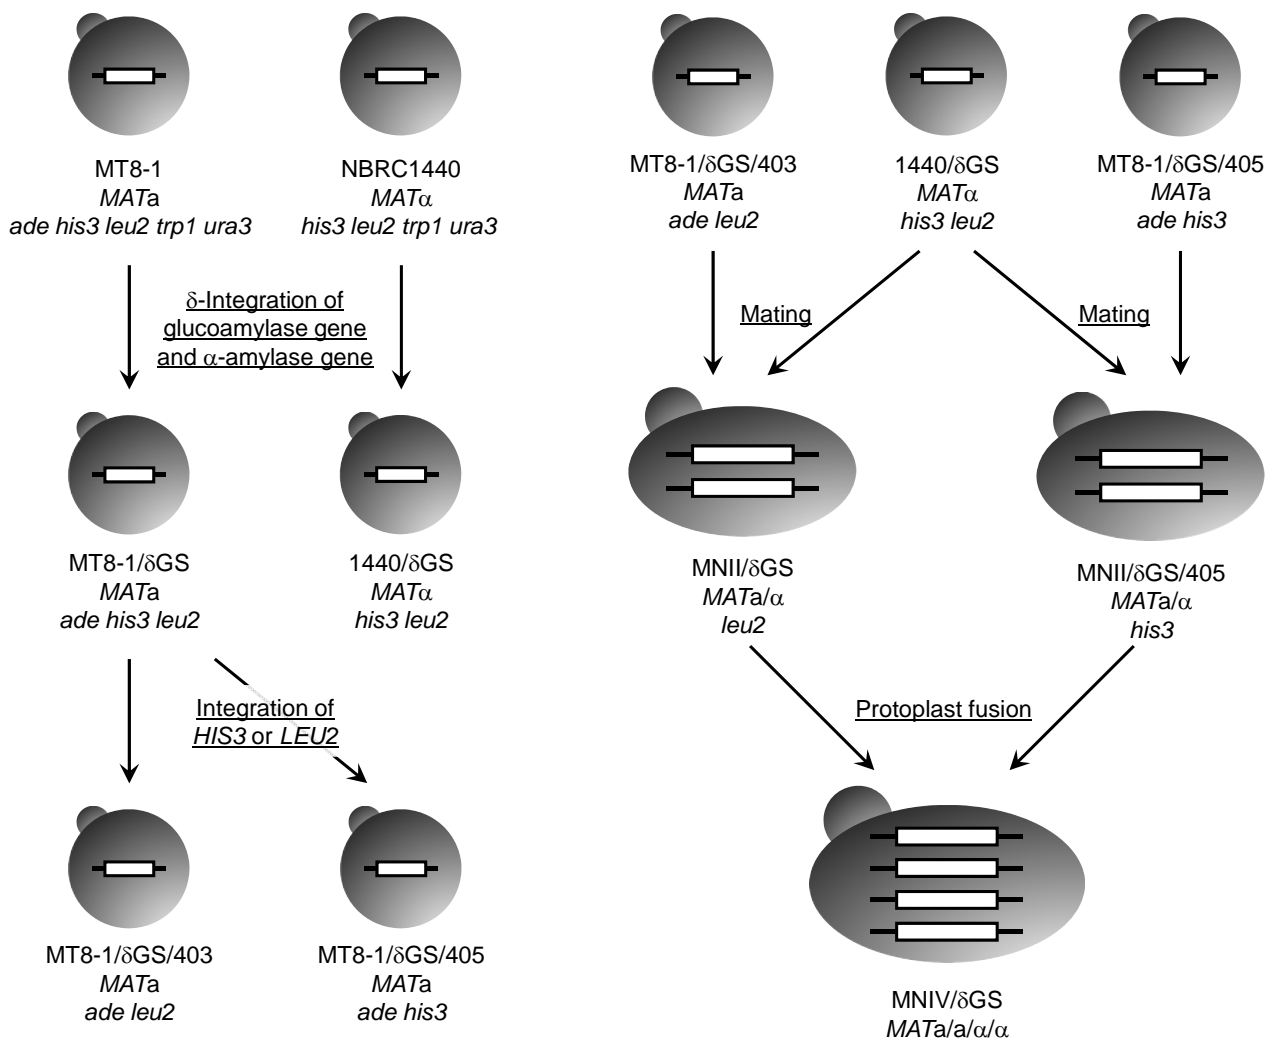 MT8-1
MATa
ade his3 leu2 trp1 ura3
NBRC1440
MATα
his3 leu2 trp1 ura3
δ-Integration of
glucoamylase gene
and α-amylase gene
MT8-1/δGS
MATa
ade his3 leu2
1440/δGS
MATα
his3 leu2
Integration of
HIS3 or LEU2
MT8-1/δGS/403
MATa
ade leu2
MT8-1/δGS/405
MATa
ade his3
MT8-1/δGS/403
MATa
ade leu2
1440/δGS
MATα
his3 leu2
MT8-1/δGS/405
MATa
ade his3
Mating
Mating
MNII/δGS
MATa/α
leu2
MNII/δGS/405
MATa/α
his3
Protoplast fusion
MNIV/δGS
MATa/a/α/α